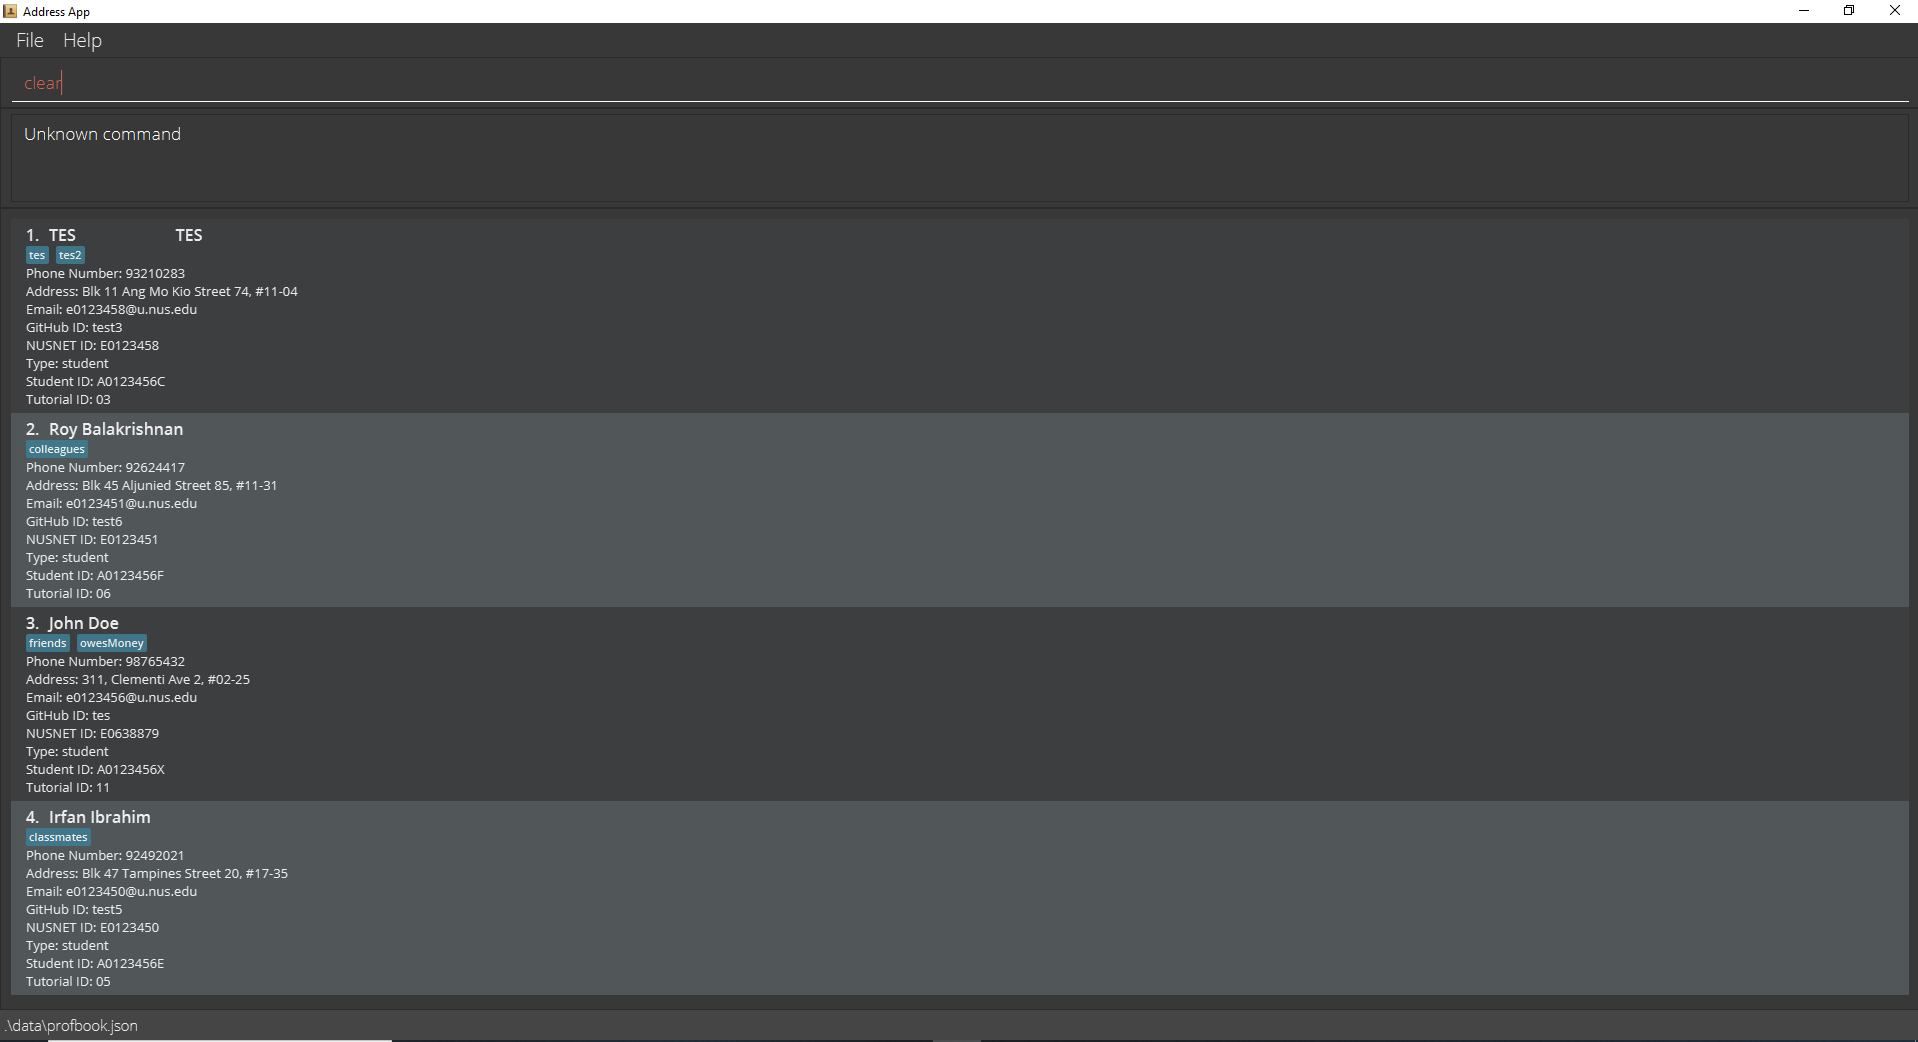 Address App
File Help
clear
Unknown command
1. TES TES
tes tes2
Phone Number: 93210283
Address: Blk 11 Ang Mo Kio Street 74, #11-04
Email: e0123458@u.nus.edu
GitHub ID: test3
NUSNET ID: E0123458
Type: student
Student ID: A0123456C
Tutorial ID: 03
2. Roy Balakrishnan
colleagues
Phone Number: 92624417
Address: Blk 45 Aljunied Street 85, #11-31
Email: e0123451@u.nus.edu
GitHub ID: test6
NUSNET ID: E0123451
Type: student
Student ID: A0123456F
Tutorial ID: 06
3. John Doe
friends owesMoney
Phone Number: 98765432
Address: 311, Clementi Ave 2, #02-25
Email: e0123456@u.nus.edu
GitHub ID: tes
NUSNET ID: E0638879
Type: student
Student ID: A0123456X
Tutorial ID: 11
4. Irfan Ibrahim
classmates
Phone Number: 92492021
Address: Blk 47 Tampines Street 20, #17-35
Email: e0123450@u.nus.edu
GitHub ID: test5
NUSNET ID: E0123450
Type: student
Student ID: A0123456E
Tutorial ID: 05
.\data\profbook.json